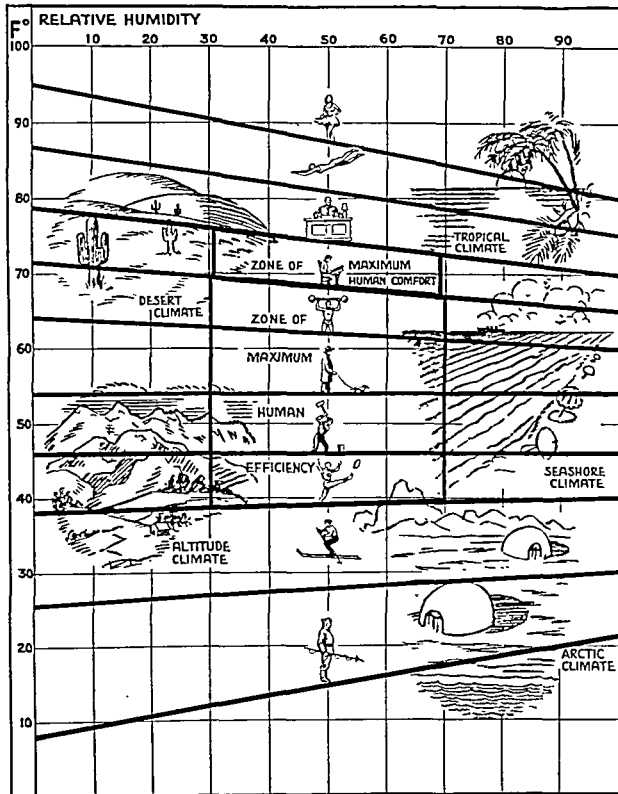 F° RELATIVE HUMIDITY
100 10 20 30 40 50 60 70 80 90
90
80
TROPICAL
CLIMATE
ZONE OF MAXIMUM
70
HUMAN COMFORT
DESERT
CLIMATE
ZONE OF
60
MAXIMUM
HUMAN
50
EFFICIENCY
SEASHORE
CLIMATE
40
ALTITUDE
CLIMATE
30
20
ARCTIC
CLIMATE
10